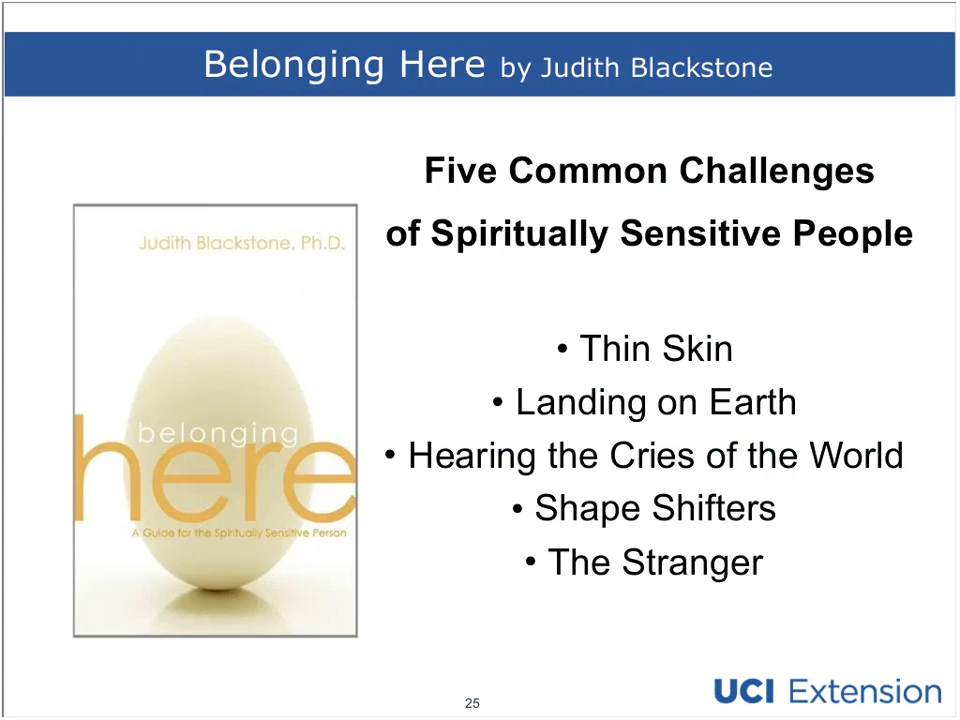 Belonging Here by Judith Blackstone
Five Common Challenges
of Spiritually Sensitive People
Judith Blackstone, Ph.D.
belonging
here
A Guide for the Spiritually Sensitive Person
• Thin Skin
• Landing on Earth
• Hearing the Cries of the World
• Shape Shifters
• The Stranger
25
UCI Extension